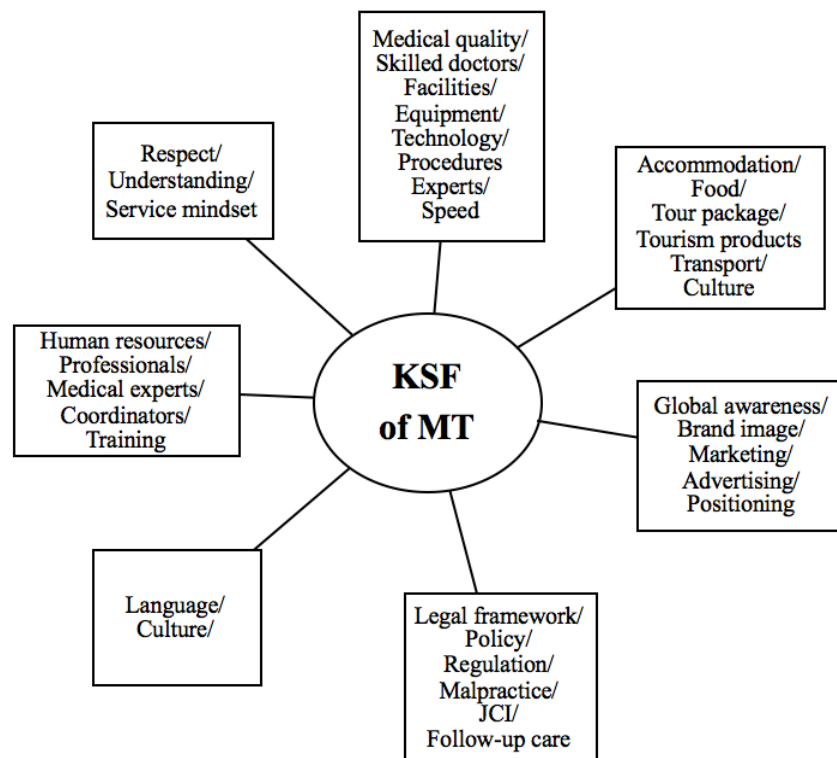 Medical quality/
Skilled doctors/
Facilities/
Equipment/
Technology/
Procedures
Experts/
Speed
Respect/
Understanding/
Service mindset
Accommodation/
Food/
Tour package/
Tourism products
Transport/
Culture
Human resources/
Professionals/
Medical experts/
Coordinators/
Training
KSF
of MT
Global awareness/
Brand image/
Marketing/
Advertising/
Positioning
Language/
Culture/
Legal framework/
Policy/
Regulation/
Malpractice/
JCI/
Follow-up care